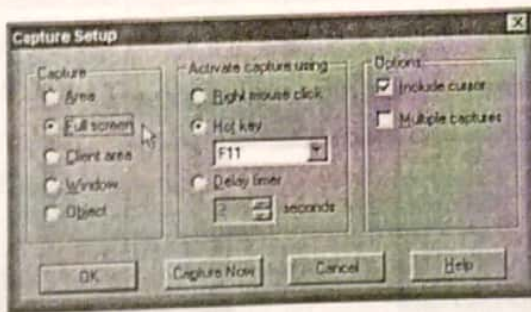 Capture Setup
Capture
Area
Full screen
Client area
Window
Object
Activate capture using
Right mouse click
Hot key
F11
Delay timer
2 seconds
Options
Include cursor
Multiple captures
OK
Capture Now
Cancel
Help